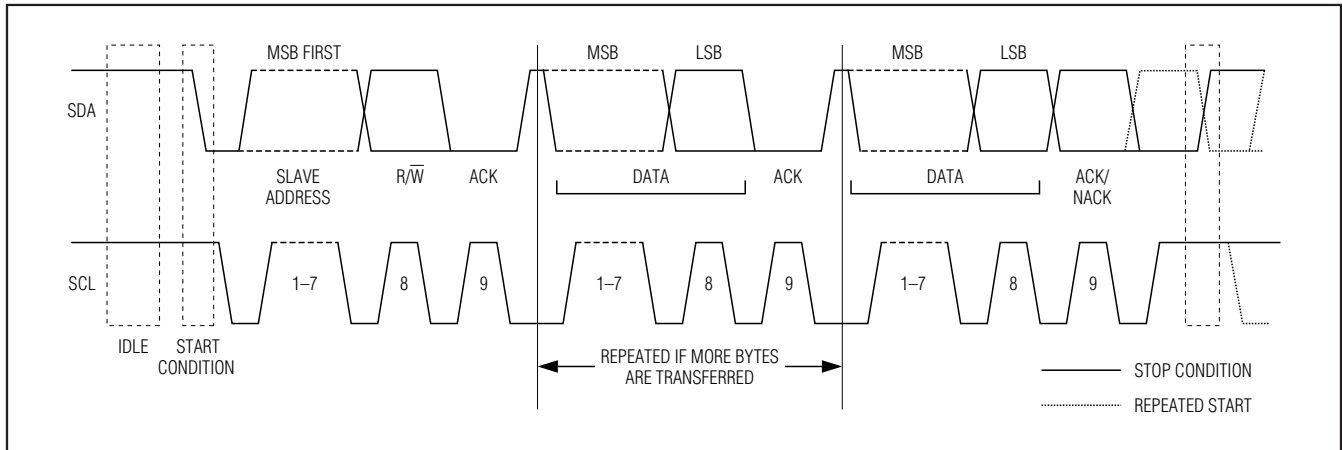 MSB FIRST
MSB
LSB
MSB
LSB
SDA
SLAVE
ADDRESS
R/W̅
ACK
DATA
ACK
DATA
ACK/
NACK
SCL
1–7
8
9
1–7
8
9
1–7
8
9
IDLE
START
CONDITION
REPEATED IF MORE BYTES
ARE TRANSFERRED
STOP CONDITION
REPEATED START